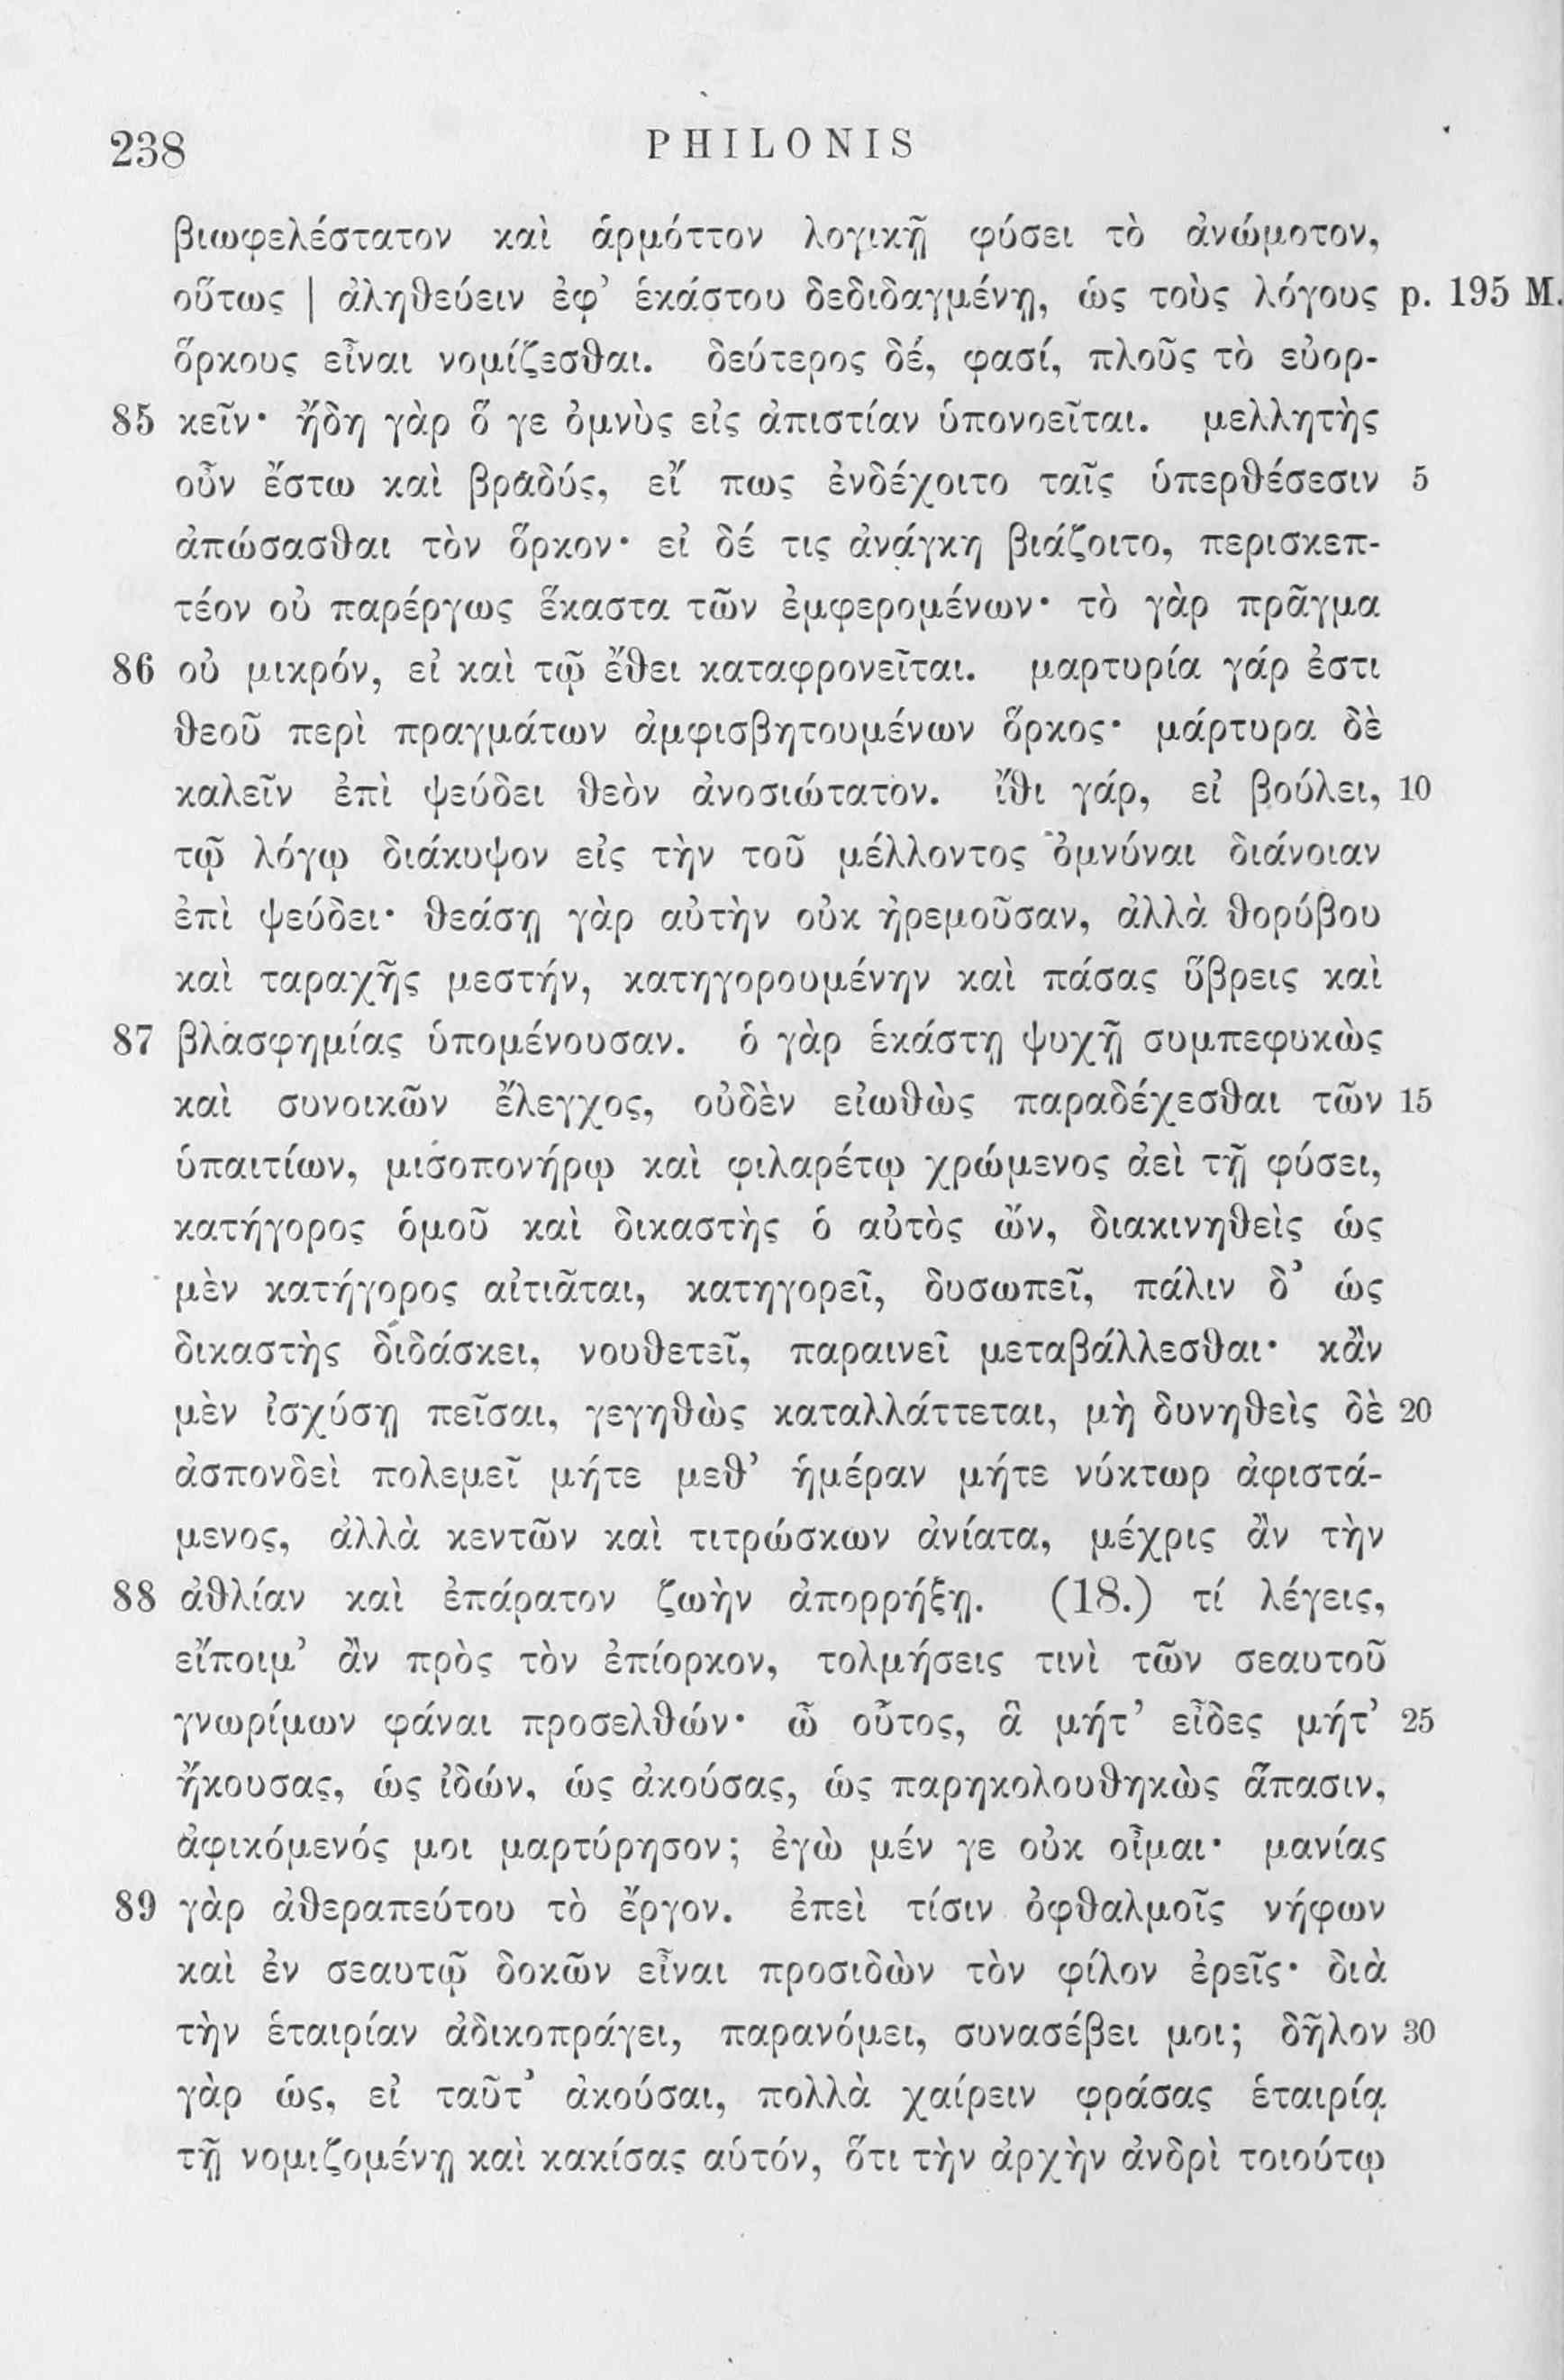 238 PHILONIS
βιωφελέστατον καὶ ἁρμόττον λογικῇ φύσει τὸ ἀνώμοτον,
οὕτως | ἀληθεύειν ἐφ’ ἑκάστου δεδιδαγμένῃ, ὡς τοὺς λόγους p. 195 M.
ὅρκους εἶναι νομίζεσθαι. δεύτερος δέ, φασί, πλοῦς τὸ εὐορ-
85 κεῖν· ἤδη γὰρ ὅ γε ὀμνὺς εἰς ἀπιστίαν ὑπονοεῖται. μελλητὴς
οὖν ἔστω καὶ βραδύς, εἴ πως ἐνδέχοιτο ταῖς ὑπερθέσεσιν 5
ἀπώσασθαι τὸν ὅρκον· εἰ δέ τις ἀνάγκη βιάζοιτο, περισκεπ-
τέον οὐ παρέργως ἕκαστα τῶν ἐμφερομένων· τὸ γὰρ πρᾶγμα
86 οὐ μικρόν, εἰ καὶ τῷ ἔθει καταφρονεῖται. μαρτυρία γάρ ἐστι
θεοῦ περὶ πραγμάτων ἀμφισβητουμένων ὅρκος· μάρτυρα δὲ
καλεῖν ἐπὶ ψεύδει θεὸν ἀνοσιώτατον. ἴθι γάρ, εἰ βούλει, 10
τῷ λόγῳ διάκυψον εἰς τὴν τοῦ μέλλοντος ὀμνύναι διάνοιαν
ἐπὶ ψεύδει· θεάσῃ γὰρ αὐτὴν οὐκ ἠρεμοῦσαν, ἀλλὰ θορύβου
καὶ ταραχῆς μεστήν, κατηγορουμένην καὶ πάσας ὕβρεις καὶ
87 βλασφημίας ὑπομένουσαν. ὁ γὰρ ἑκάστῃ ψυχῇ συμπεφυκὼς
καὶ συνοικῶν ἔλεγχος, οὐδὲν εἰωθὼς παραδέχεσθαι τῶν 15
ὑπαιτίων, μισοπονήρῳ καὶ φιλαρέτῳ χρώμενος ἀεὶ τῇ φύσει,
κατήγορος ὁμοῦ καὶ δικαστὴς ὁ αὐτὸς ὤν, διακινηθεὶς ὡς
μὲν κατήγορος αἰτιᾶται, κατηγορεῖ, δυσωπεῖ, πάλιν δ’ ὡς
δικαστὴς διδάσκει, νουθετεῖ, παραινεῖ μεταβάλλεσθαι· κἂν
μὲν ἰσχύσῃ πεῖσαι, γεγηθὼς καταλλάττεται, μὴ δυνηθεὶς δὲ 20
ἀσπονδεὶ πολεμεῖ μήτε μεθ’ ἡμέραν μήτε νύκτωρ ἀφιστά-
μενος, ἀλλὰ κεντῶν καὶ τιτρώσκων ἀνίατα, μέχρις ἂν τὴν
88 ἀθλίαν καὶ ἐπάρατον ζωὴν ἀπορρήξῃ. (18.) τί λέγεις,
εἴποιμ’ ἂν πρὸς τὸν ἐπίορκον, τολμήσεις τινὶ τῶν σεαυτοῦ
γνωρίμων φάναι προσελθών· ὦ οὗτος, ἃ μήτ’ εἶδες μήτ’ 25
ἤκουσας, ὡς ἰδών, ὡς ἀκούσας, ὡς παρηκολουθηκὼς ἅπασιν,
ἀφικόμενός μοι μαρτύρησον; ἐγὼ μέν γε οὐκ οἶμαι· μανίας
89 γὰρ ἀθεραπεύτου τὸ ἔργον. ἐπεὶ τίσιν ὀφθαλμοῖς νήφων
καὶ ἐν σεαυτῷ δοκῶν εἶναι προσιδὼν τὸν φίλον ἐρεῖς· διὰ
τὴν ἑταιρίαν ἀδικοπράγει, παρανόμει, συνασέβει μοι; δῆλον 30
γὰρ ὡς, εἰ ταῦτ’ ἀκούσαι, πολλὰ χαίρειν φράσας ἑταιρίᾳ
τῇ νομιζομένῃ καὶ κακίσας αὑτόν, ὅτι τὴν ἀρχὴν ἀνδρὶ τοιούτῳ